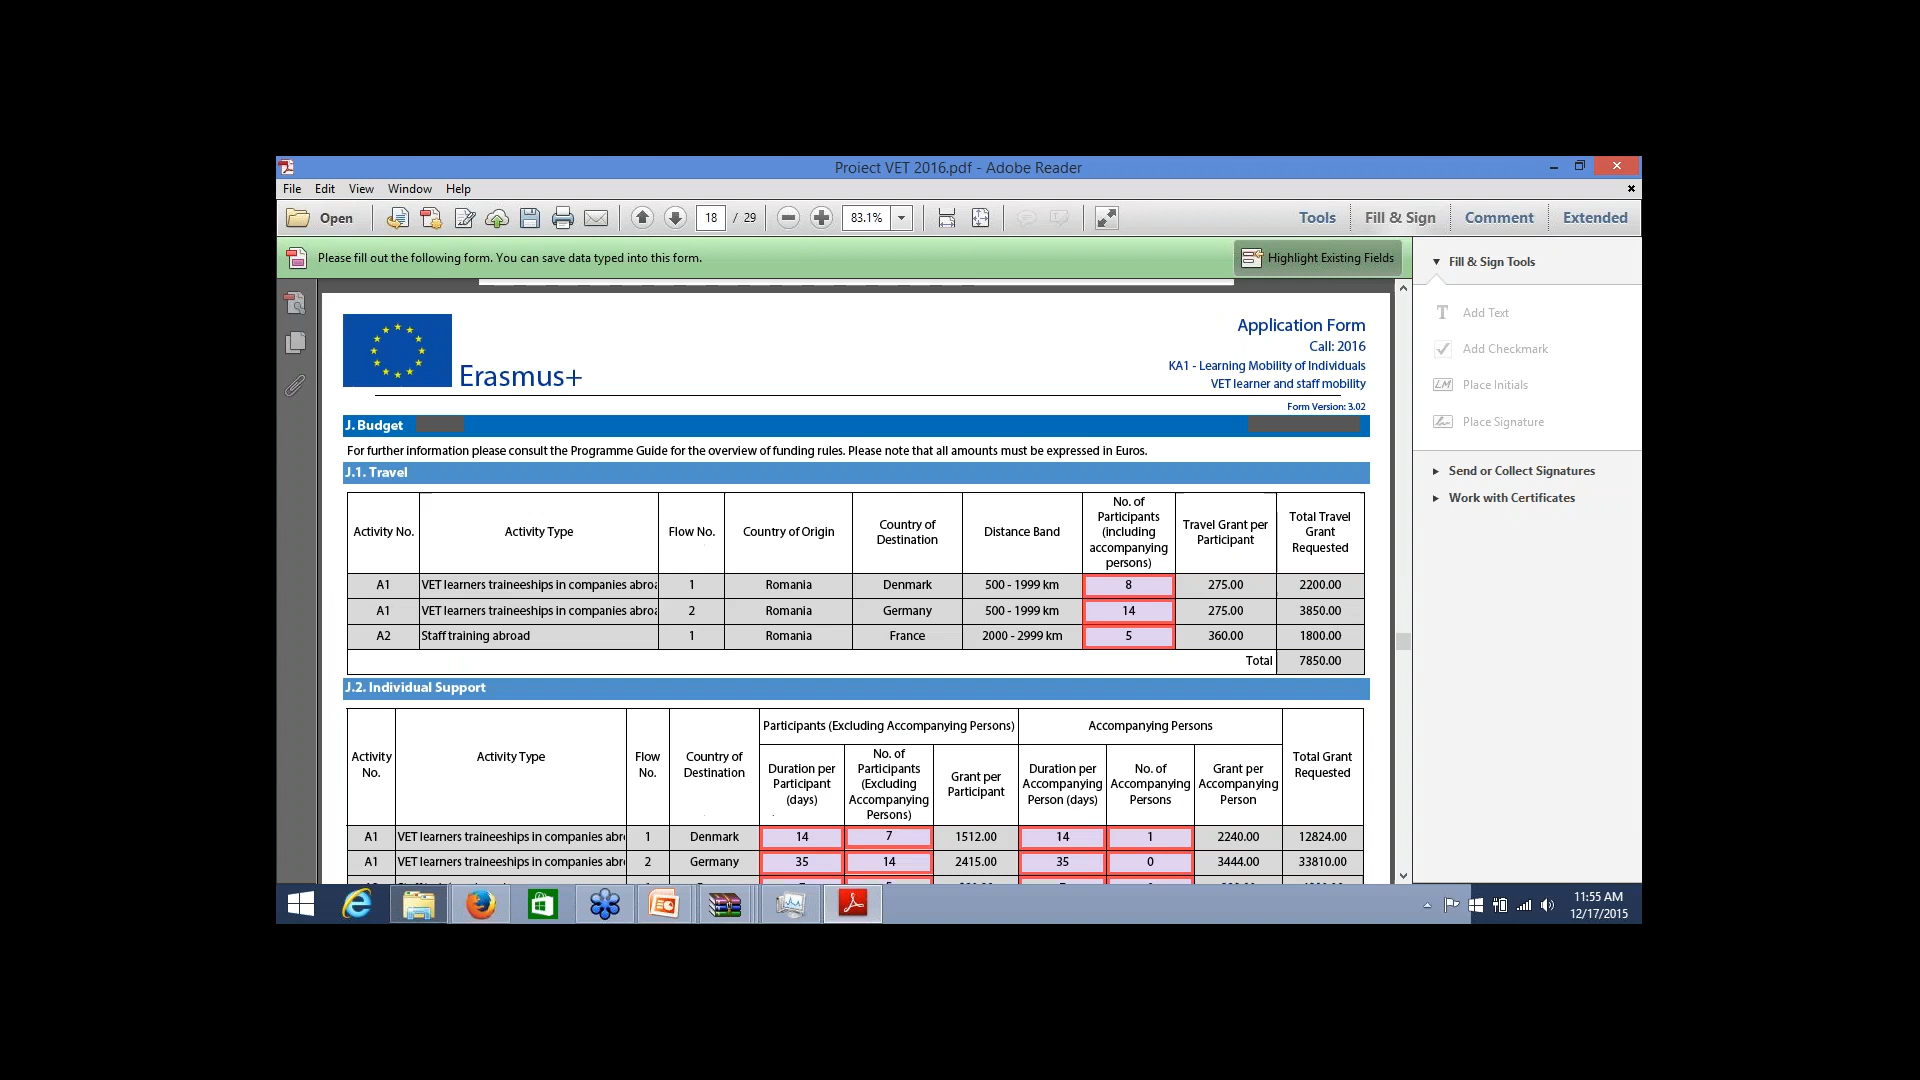 Project VET 2016.pdf - Adobe Reader
File Edit View Window Help
Open 18 / 29 83.1% Tools Fill & Sign Comment Extended
Please fill out the following form. You can save data typed into this form. Highlight Existing Fields
Fill & Sign Tools
Add Text
Add Checkmark
Place Initials
Place Signature
Send or Collect Signatures
Work with Certificates
Erasmus+
Application Form
Call: 2016
KA1 - Learning Mobility of Individuals
VET learner and staff mobility
Form Version: 3.02
J. Budget
For further information please consult the Programme Guide for the overview of funding rules. Please note that all amounts must be expressed in Euros.
J.1. Travel
Activity No. Activity Type Flow No. Country of Origin Country of Destination Distance Band No. of Participants (including accompanying persons) Travel Grant per Participant Total Travel Grant Requested
A1 VET learners traineeships in companies abroa 1 Romania Denmark 500 - 1999 km 8 275.00 2200.00
A1 VET learners traineeships in companies abroa 2 Romania Germany 500 - 1999 km 14 275.00 3850.00
A2 Staff training abroad 1 Romania France 2000 - 2999 km 5 360.00 1800.00
Total 7850.00
J.2. Individual Support
Participants (Excluding Accompanying Persons) Accompanying Persons
Activity No. Activity Type Flow No. Country of Destination Duration per Participant (days) No. of Participants (Excluding Accompanying Persons) Grant per Participant Duration per Accompanying Person (days) No. of Accompanying Persons Grant per Accompanying Person Total Grant Requested
A1 VET learners traineeships in companies abr 1 Denmark 14 7 1512.00 14 1 2240.00 12824.00
A1 VET learners traineeships in companies abr 2 Germany 35 14 2415.00 35 0 3444.00 33810.00
11:55 AM
12/17/2015